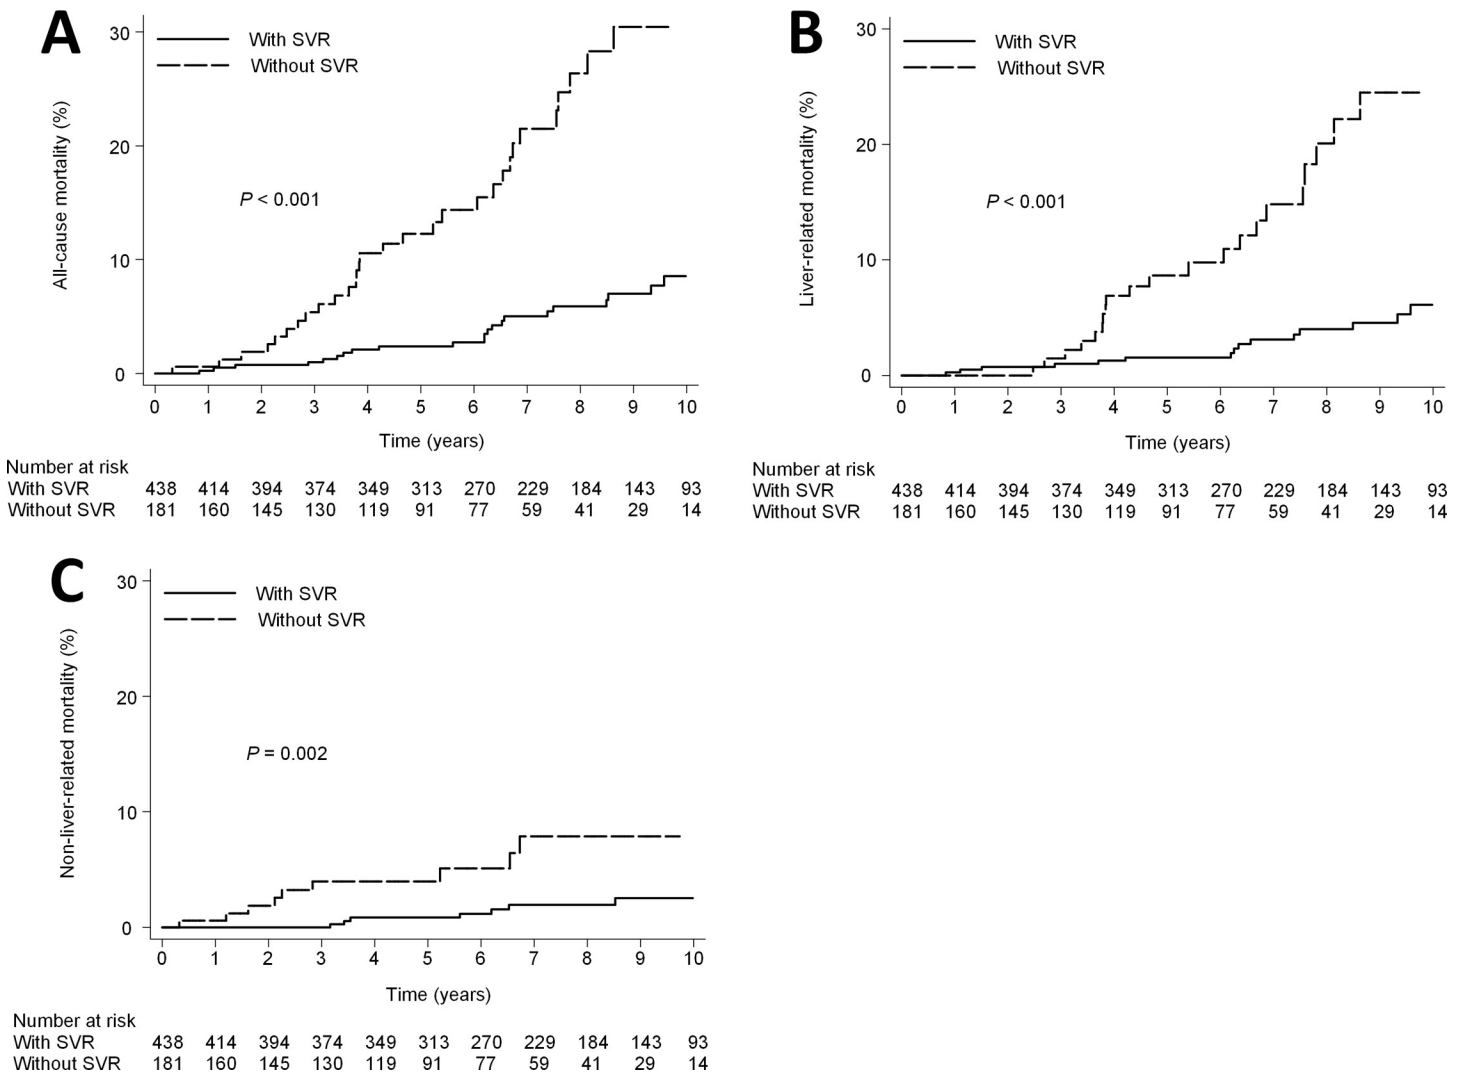 A
All-cause mortality (%)
30
20
10
0
With SVR
Without SVR
P < 0.001
0 1 2 3 4 5 6 7 8 9 10
Time (years)
Number at risk
With SVR 438 414 394 374 349 313 270 229 184 143 93
Without SVR 181 160 145 130 119 91 77 59 41 29 14
B
Liver-related mortality (%)
30
20
10
0
With SVR
Without SVR
P < 0.001
0 1 2 3 4 5 6 7 8 9 10
Time (years)
Number at risk
With SVR 438 414 394 374 349 313 270 229 184 143 93
Without SVR 181 160 145 130 119 91 77 59 41 29 14
C
Non-liver-related mortality (%)
30
20
10
0
With SVR
Without SVR
P = 0.002
0 1 2 3 4 5 6 7 8 9 10
Time (years)
Number at risk
With SVR 438 414 394 374 349 313 270 229 184 143 93
Without SVR 181 160 145 130 119 91 77 59 41 29 14